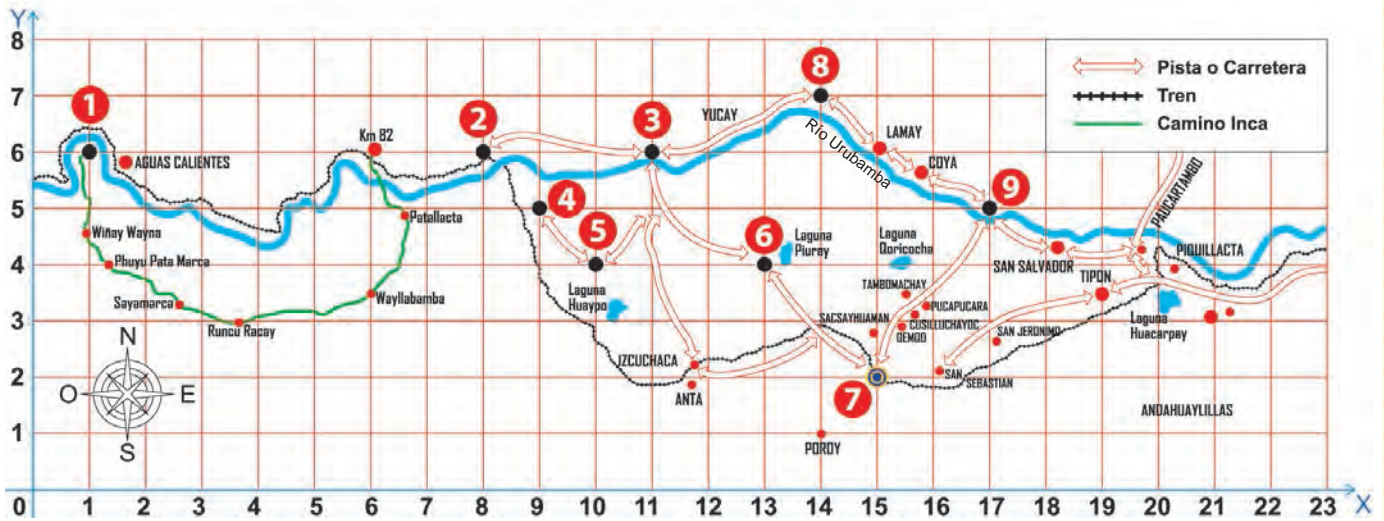 Y
8
7
6
5
4
3
2
1
0
1
2
3
4
5
6
7
8
9
10
11
12
13
14
15
16
17
18
19
20
21
22
23
X
Pista o Carretera
Tren
Camino Inca
1
2
3
4
5
6
7
8
9
AGUAS CALIENTES
Km 82
Wiñay Wayna
Phuyu Pata Marca
Sayamarca
Runcu Racay
Wayllabamba
Patallacta
YUCAY
Río Urubamba
LAMAY
COYA
PAUCARTAMBO
Laguna
Piuray
Laguna
Qoricocha
Laguna
Huaypo
SAN SALVADOR
TIPON
PIQUILLACTA
Laguna
Huacarpay
TAMBOMACHAY
PUCAPUCARA
SACSAYHUAMAN
CUSILLUCHAYOC
QEMQO
SAN JERONIMO
SAN
SEBASTIAN
IZCUCHACA
ANTA
POROY
ANDAHUAYLILLAS
N
O
E
S